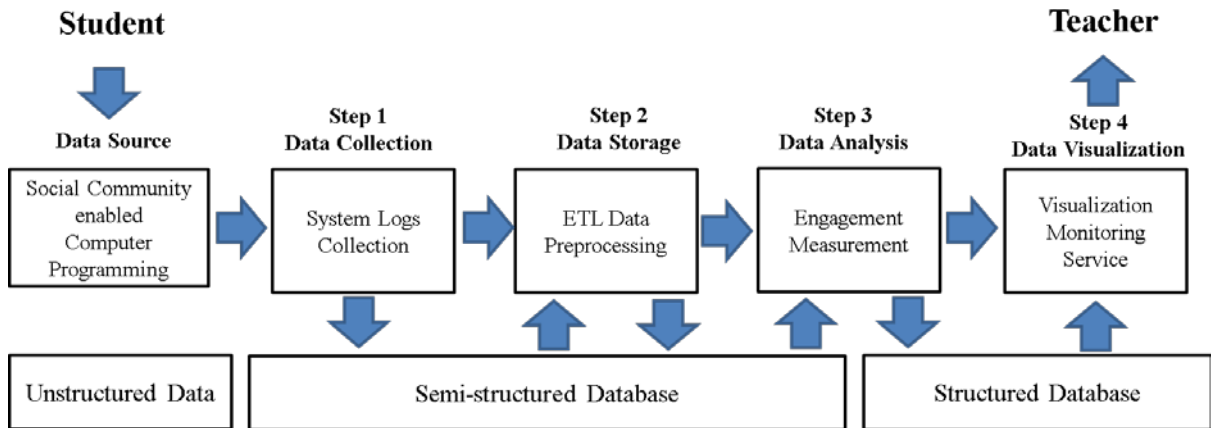 Student
Teacher
Data Source
Step 1
Data Collection
Step 2
Data Storage
Step 3
Data Analysis
Step 4
Data Visualization
Social Community
enabled
Computer
Programming
System Logs
Collection
ETL Data
Preprocessing
Engagement
Measurement
Visualization
Monitoring
Service
Unstructured Data
Semi-structured Database
Structured Database